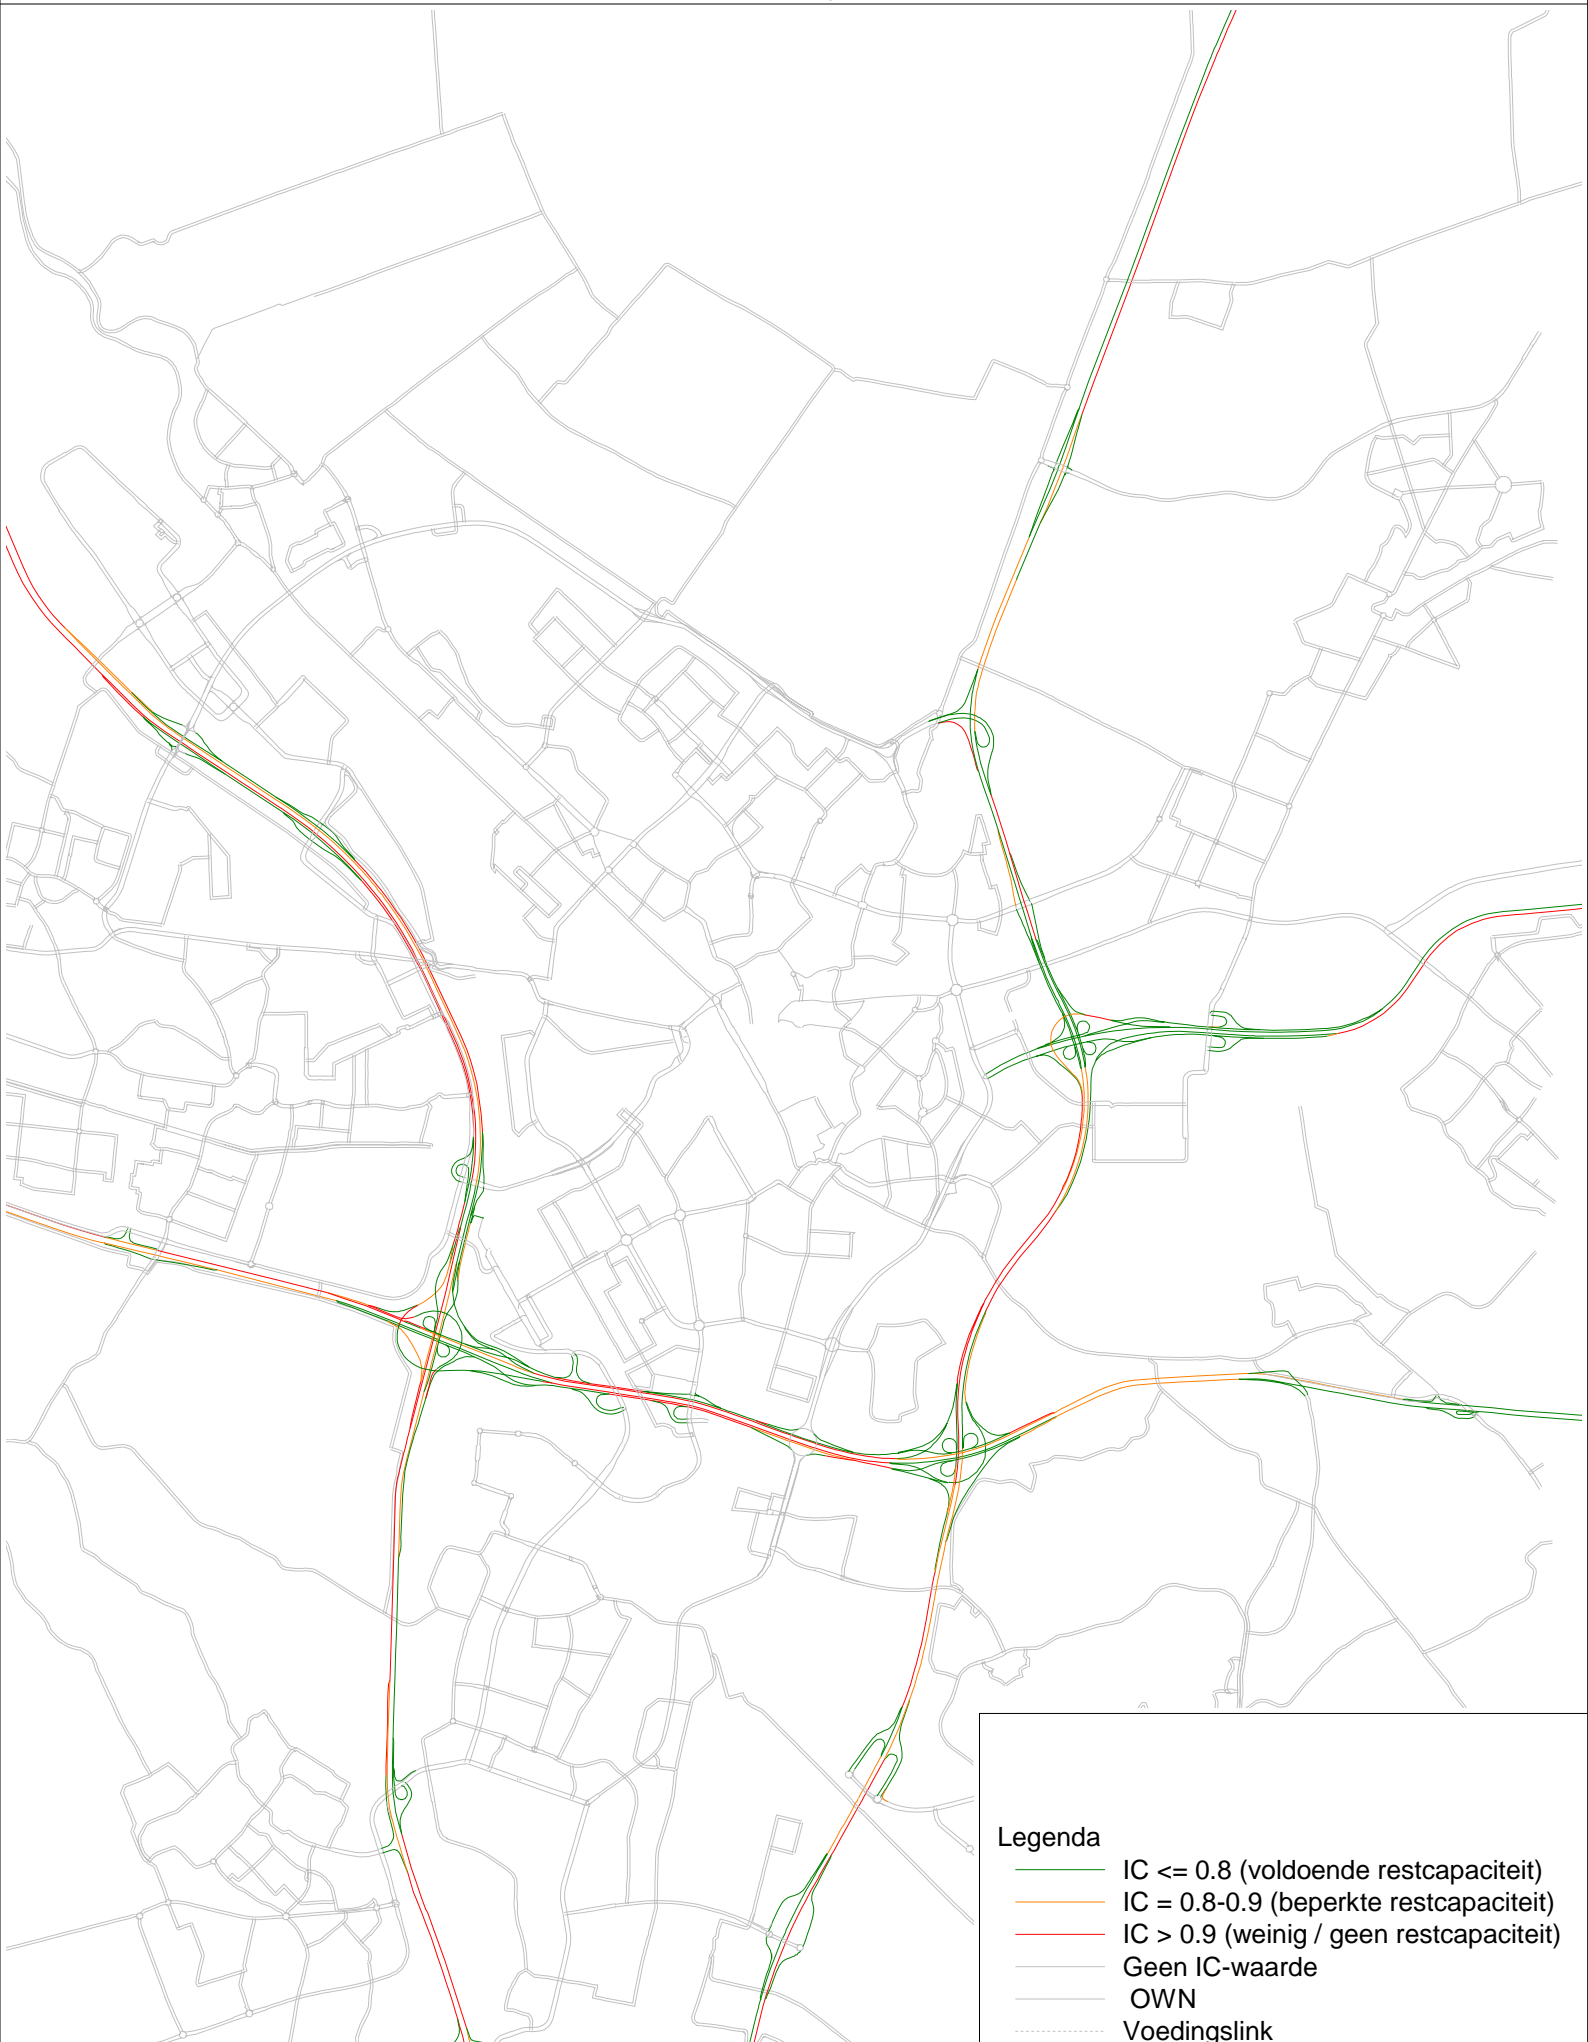 Legenda
IC <= 0.8 (voldoende restcapaciteit)
IC = 0.8-0.9 (beperkte restcapaciteit)
IC > 0.9 (weinig / geen restcapaciteit)
Geen IC-waarde
OWN
Voedingslink